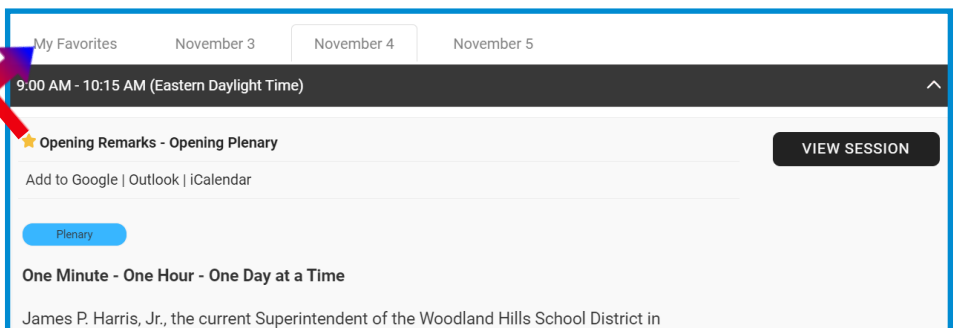 My Favorites November 3 November 4 November 5
9:00 AM - 10:15 AM (Eastern Daylight Time)
Opening Remarks - Opening Plenary
VIEW SESSION
Add to Google | Outlook | iCalendar
Plenary
One Minute - One Hour - One Day at a Time
James P. Harris, Jr., the current Superintendent of the Woodland Hills School District in